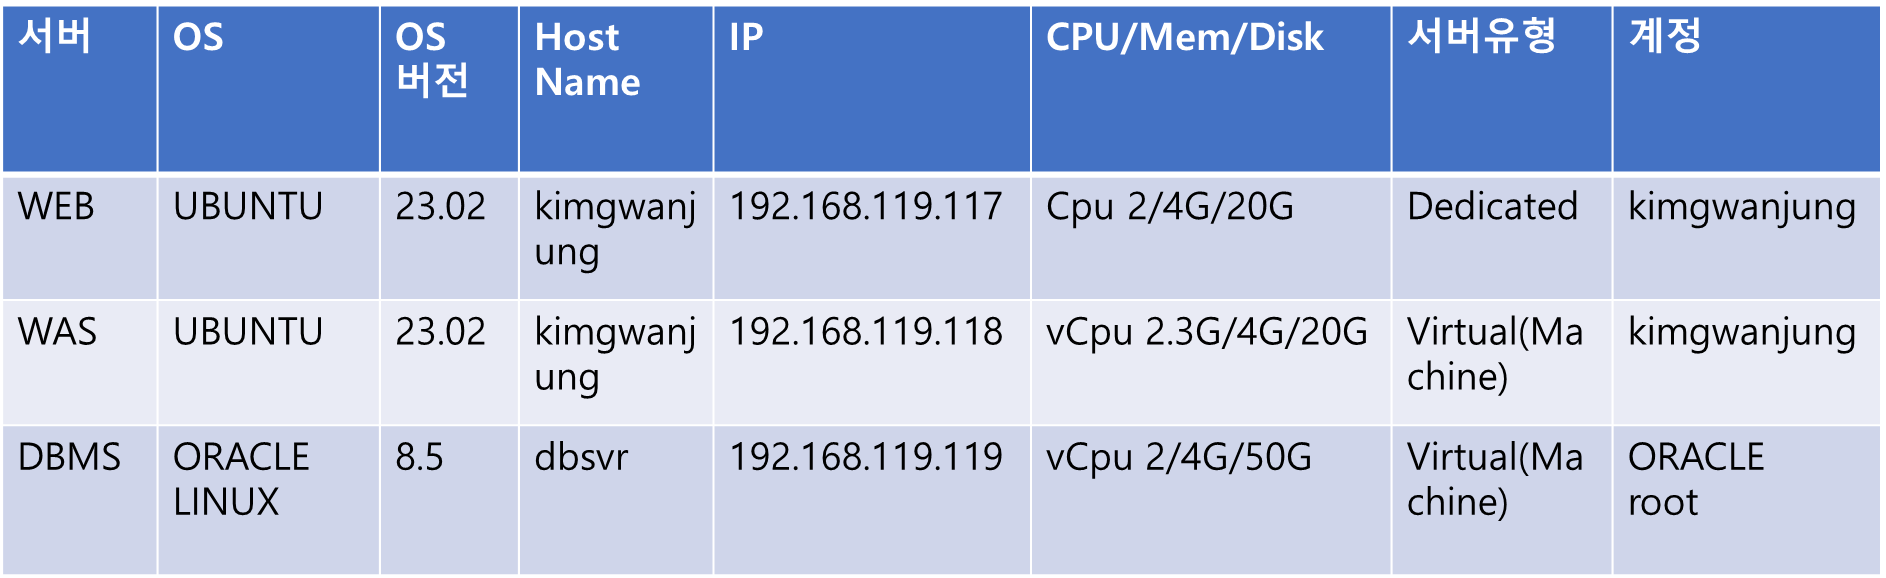 서버 OS OS 버전 Host Name IP CPU/Mem/Disk 서버유형 계정
WEB UBUNTU 23.02 kimgwanjung 192.168.119.117 Cpu 2/4G/20G Dedicated kimgwanjung
WAS UBUNTU 23.02 kimgwanjung 192.168.119.118 vCpu 2.3G/4G/20G Virtual(Machine) kimgwanjung
DBMS ORACLE LINUX 8.5 dbsvr 192.168.119.119 vCpu 2/4G/50G Virtual(Machine) ORACLE root